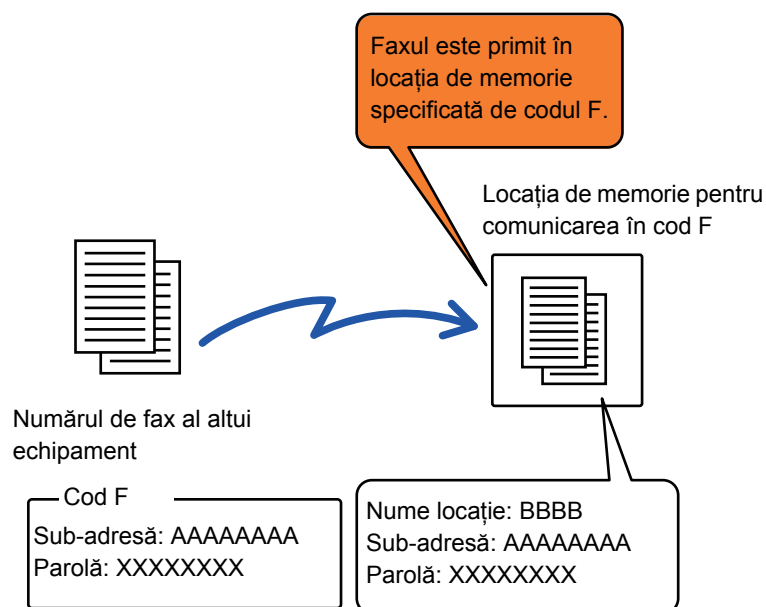 Faxul este primit în
locația de memorie
specificată de codul F.
Locația de memorie pentru
comunicarea în cod F
Numărul de fax al altui
echipament
Cod F
Sub-adresă: AAAAAAAA
Parolă: XXXXXXXX
Nume locație: BBBB
Sub-adresă: AAAAAAAA
Parolă: XXXXXXXX